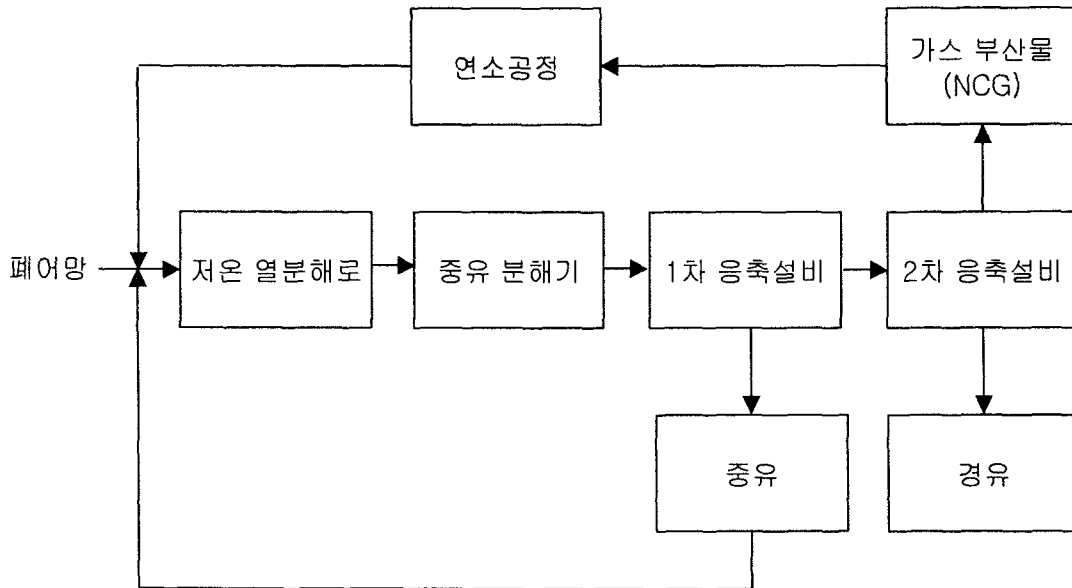 연소공정
가스 부산물
(NCG)
폐어망
저온 열분해로
중유 분해기
1차 응축설비
2차 응축설비
중유
경유